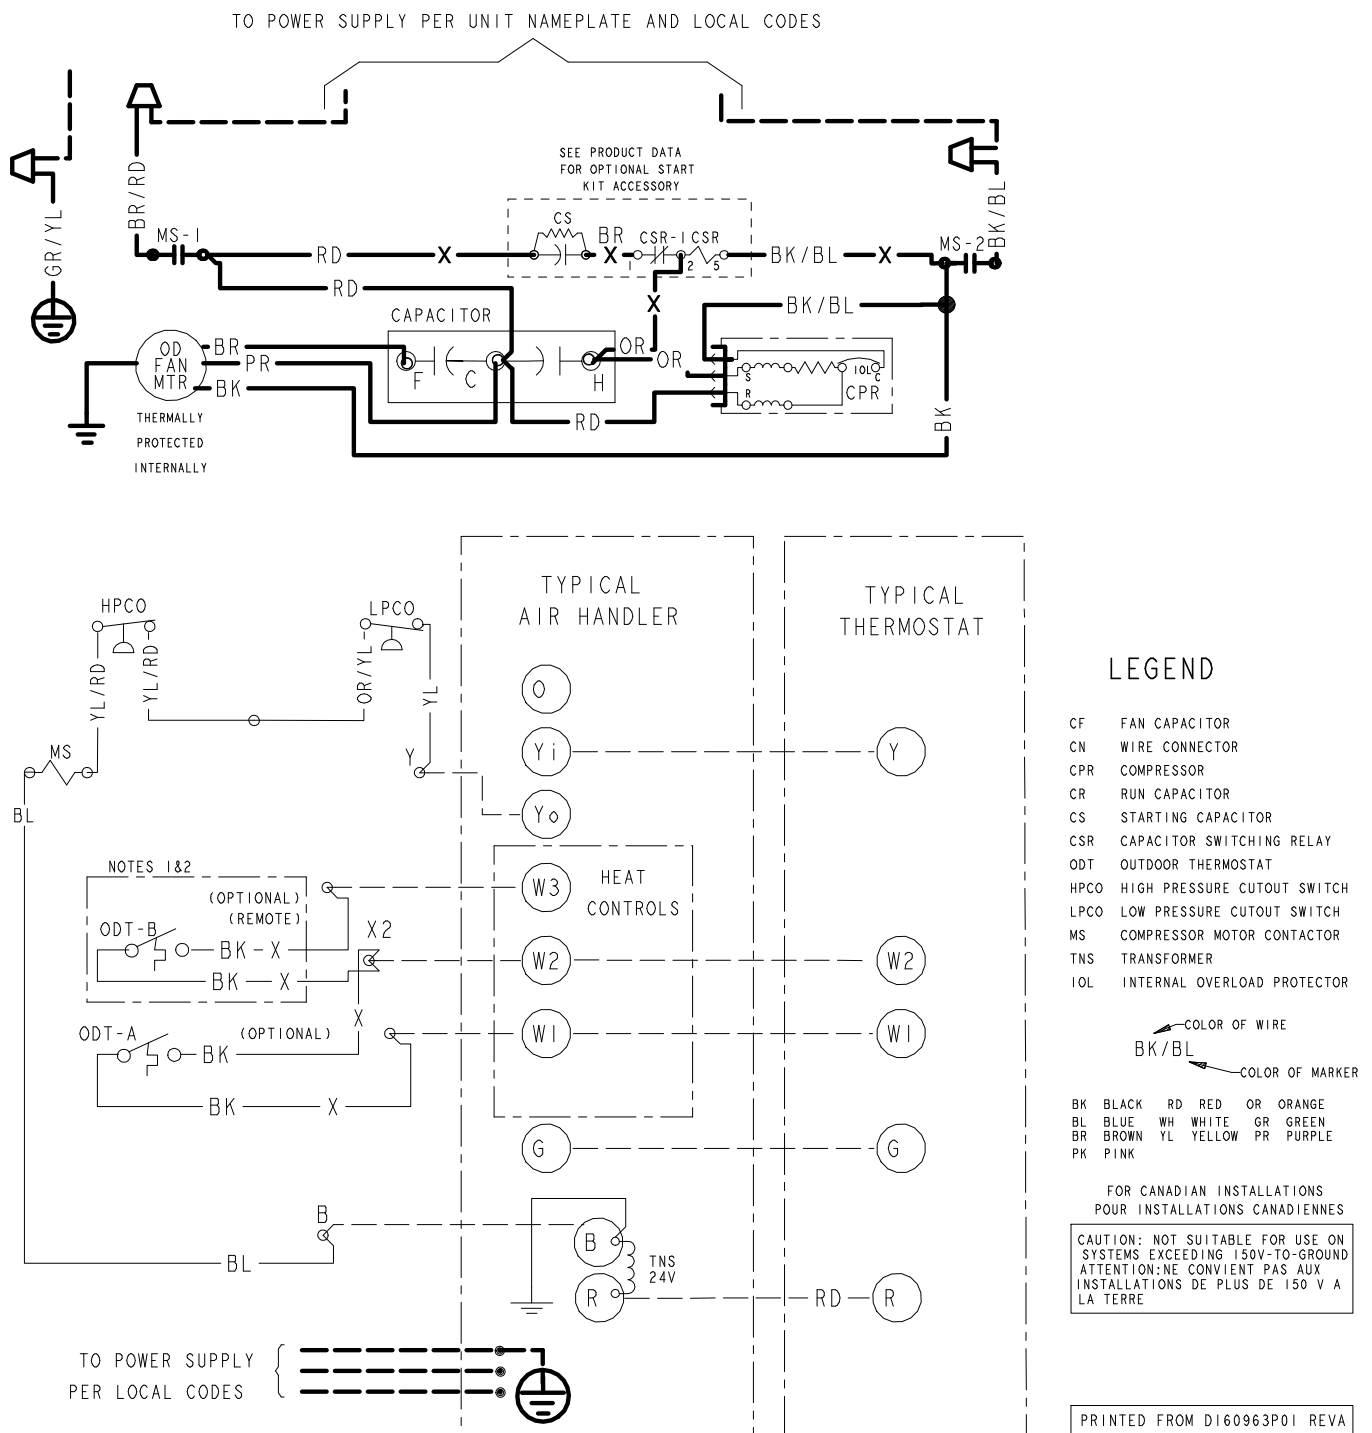 TO POWER SUPPLY PER UNIT NAMEPLATE AND LOCAL CODES
SEE PRODUCT DATA
FOR OPTIONAL START
KIT ACCESSORY
BR/RD
GR/YL
BK/BL
MS-1
RD
X
CS
BR
X
CSR-1
CSR
1
2
5
BK/BL
X
MS-2
RD
X
BK/BL
CAPACITOR
OD
FAN
MTR
BR
PR
BK
F
C
H
OR
OR
S
R
IOL
C
CPR
RD
BK
THERMALLY
PROTECTED
INTERNALLY
TYPICAL
AIR HANDLER
TYPICAL
THERMOSTAT
HPCO
LPCO
YL/RD
YL/RD
OR/YL
YL
MS
Y
BL
O
Yi
Y
Yo
NOTES 1&2
(OPTIONAL)
(REMOTE)
ODT-B
BK-X
BK
X
X2
W3
HEAT
CONTROLS
W2
W2
ODT-A
(OPTIONAL)
X
BK
BK
X
W1
W1
G
G
B
BL
B
R
TNS
24V
RD
R
TO POWER SUPPLY
PER LOCAL CODES
LEGEND
CF FAN CAPACITOR
CN WIRE CONNECTOR
CPR COMPRESSOR
CR RUN CAPACITOR
CS STARTING CAPACITOR
CSR CAPACITOR SWITCHING RELAY
ODT OUTDOOR THERMOSTAT
HPCO HIGH PRESSURE CUTOUT SWITCH
LPCO LOW PRESSURE CUTOUT SWITCH
MS COMPRESSOR MOTOR CONTACTOR
TNS TRANSFORMER
IOL INTERNAL OVERLOAD PROTECTOR
COLOR OF WIRE
BK/BL
COLOR OF MARKER
BK BLACK RD RED OR ORANGE
BL BLUE WH WHITE GR GREEN
BR BROWN YL YELLOW PR PURPLE
PK PINK
FOR CANADIAN INSTALLATIONS
POUR INSTALLATIONS CANADIENNES
CAUTION: NOT SUITABLE FOR USE ON
SYSTEMS EXCEEDING 150V-TO-GROUND
ATTENTION:NE CONVIENT PAS AUX
INSTALLATIONS DE PLUS DE 150 V A
LA TERRE
PRINTED FROM D160963P01 REVA